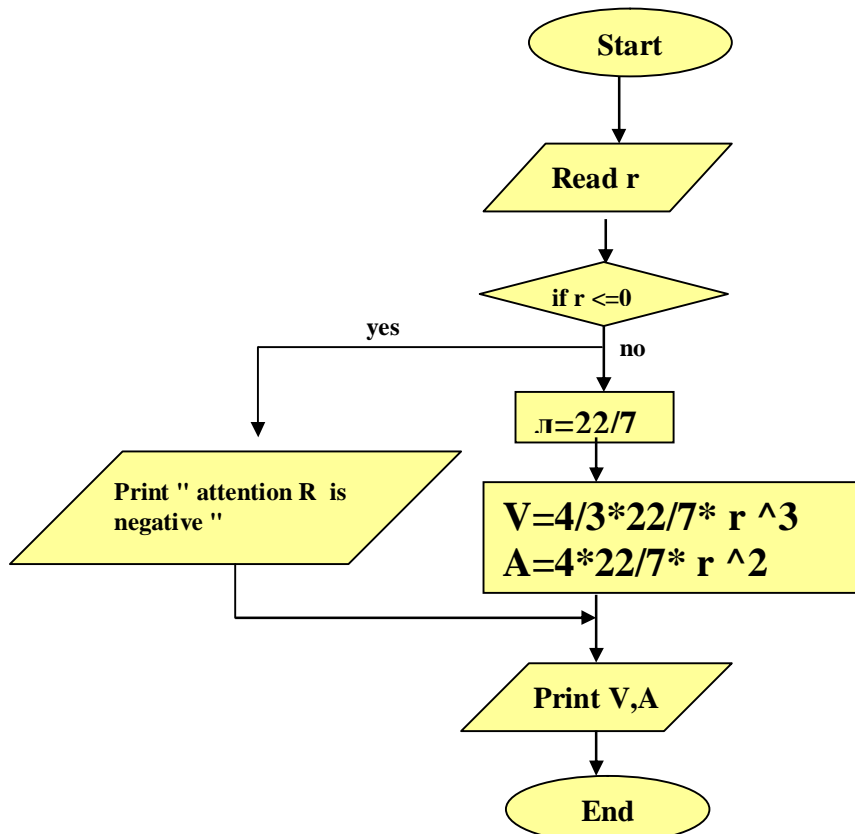 Start
Read r
if r <=0
yes
no
л=22/7
Print " attention R is
negative "
V=4/3*22/7* r ^3
A=4*22/7* r ^2
Print V,A
End